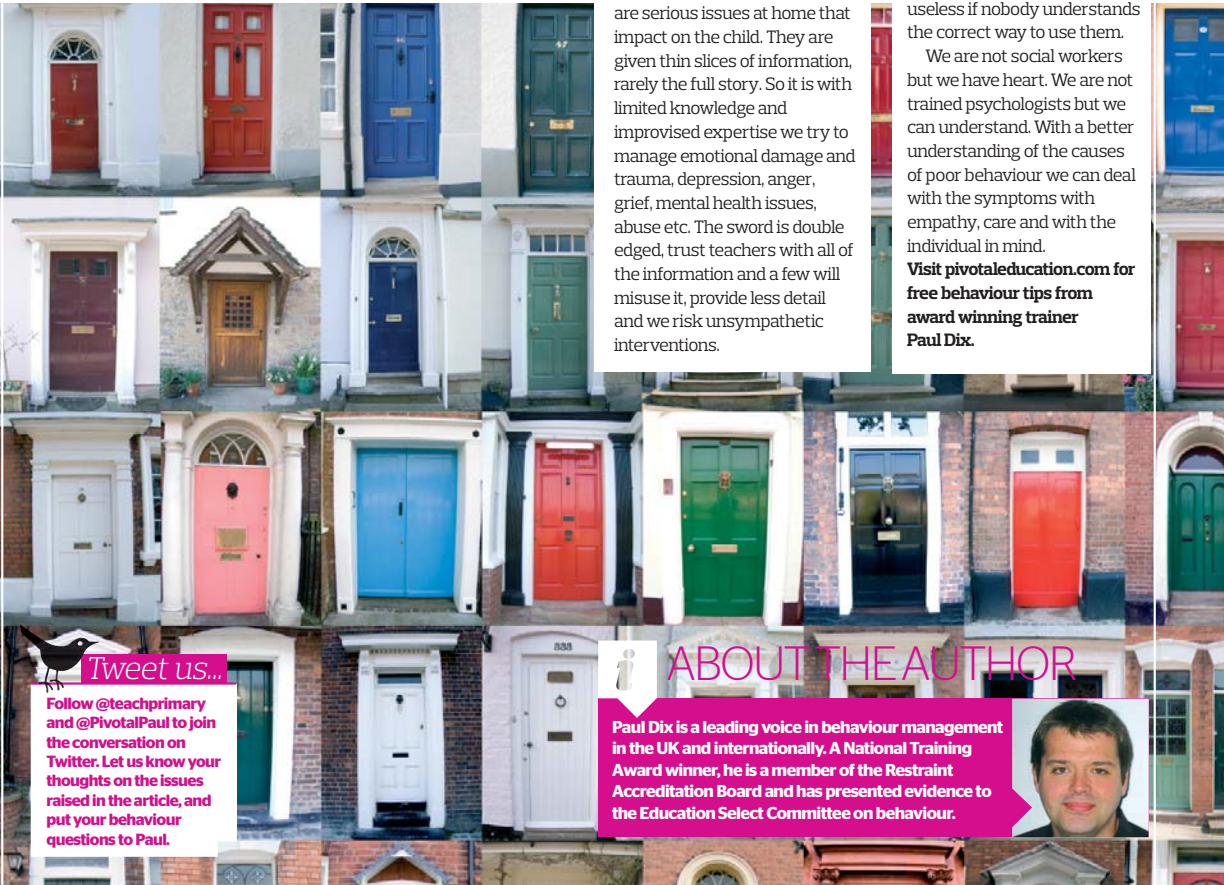 are serious issues at home that
impact on the child. They are
given thin slices of information,
rarely the full story. So it is with
limited knowledge and
improvised expertise we try to
manage emotional damage and
trauma, depression, anger,
grief, mental health issues,
abuse etc. The sword is double
edged, trust teachers with all of
the information and a few will
misuse it, provide less detail
and we risk unsympathetic
interventions.
useless if nobody understands
the correct way to use them.
We are not social workers
but we have heart. We are not
trained psychologists but we
can understand. With a better
understanding of the causes
of poor behaviour we can deal
with the symptoms with
empathy, care and with the
individual in mind.
Visit pivotaleducation.com for
free behaviour tips from
award winning trainer
Paul Dix.
47
333
Tweet us...
Follow @teachprimary
and @PivotalPaul to join
the conversation on
Twitter. Let us know your
thoughts on the issues
raised in the article, and
put your behaviour
questions to Paul.
i
ABOUT THE AUTHOR
Paul Dix is a leading voice in behaviour management
in the UK and internationally. A National Training
Award winner, he is a member of the Restraint
Accreditation Board and has presented evidence to
the Education Select Committee on behaviour.